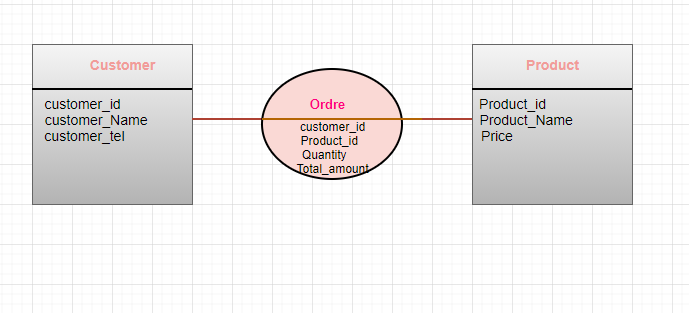 Customer
customer_id
customer_Name
customer_tel
Ordre
customer_id
Product_id
Quantity
Total_amount
Product
Product_id
Product_Name
Price